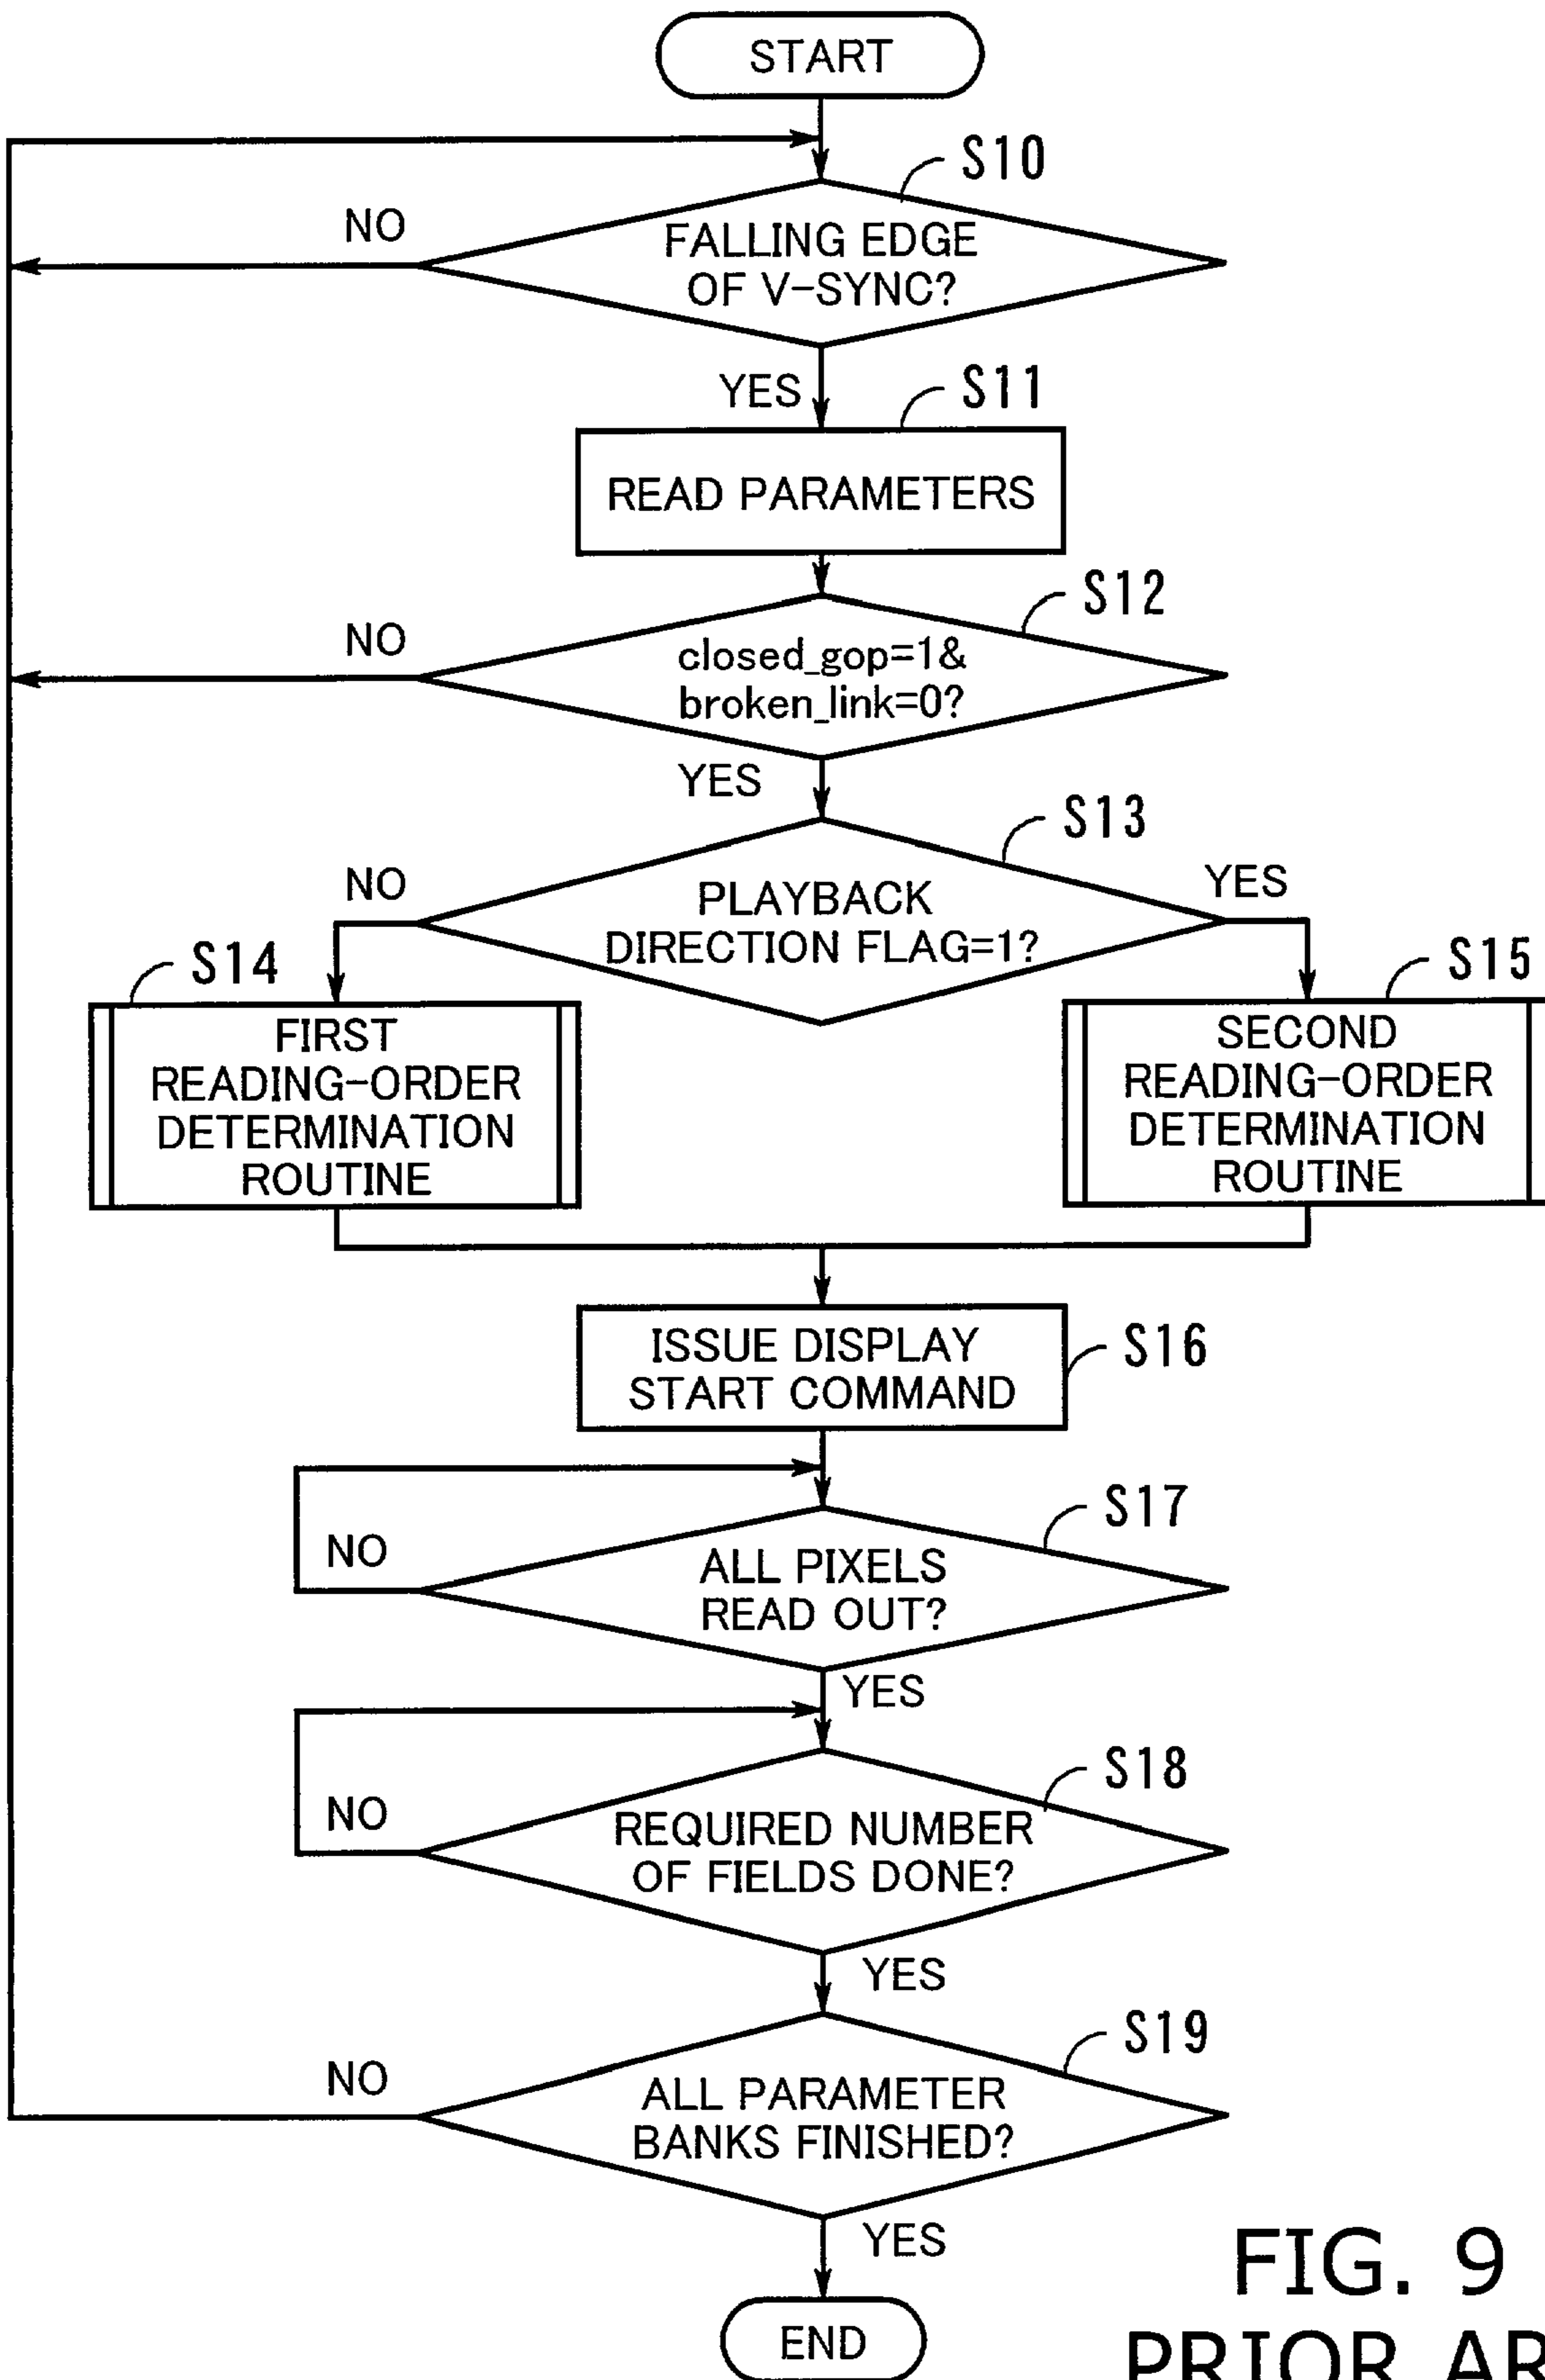 START
S10
NO
FALLING EDGE
OF V-SYNC?
YES
S11
READ PARAMETERS
S12
NO
closed_gop=1&
broken_link=0?
YES
S13
NO
YES
PLAYBACK
DIRECTION FLAG=1?
S14
S15
FIRST
READING-ORDER
DETERMINATION
ROUTINE
SECOND
READING-ORDER
DETERMINATION
ROUTINE
ISSUE DISPLAY
START COMMAND
S16
S17
NO
ALL PIXELS
READ OUT?
YES
S18
NO
REQUIRED NUMBER
OF FIELDS DONE?
YES
S19
NO
ALL PARAMETER
BANKS FINISHED?
YES
END
FIG. 9
PRIOR AR